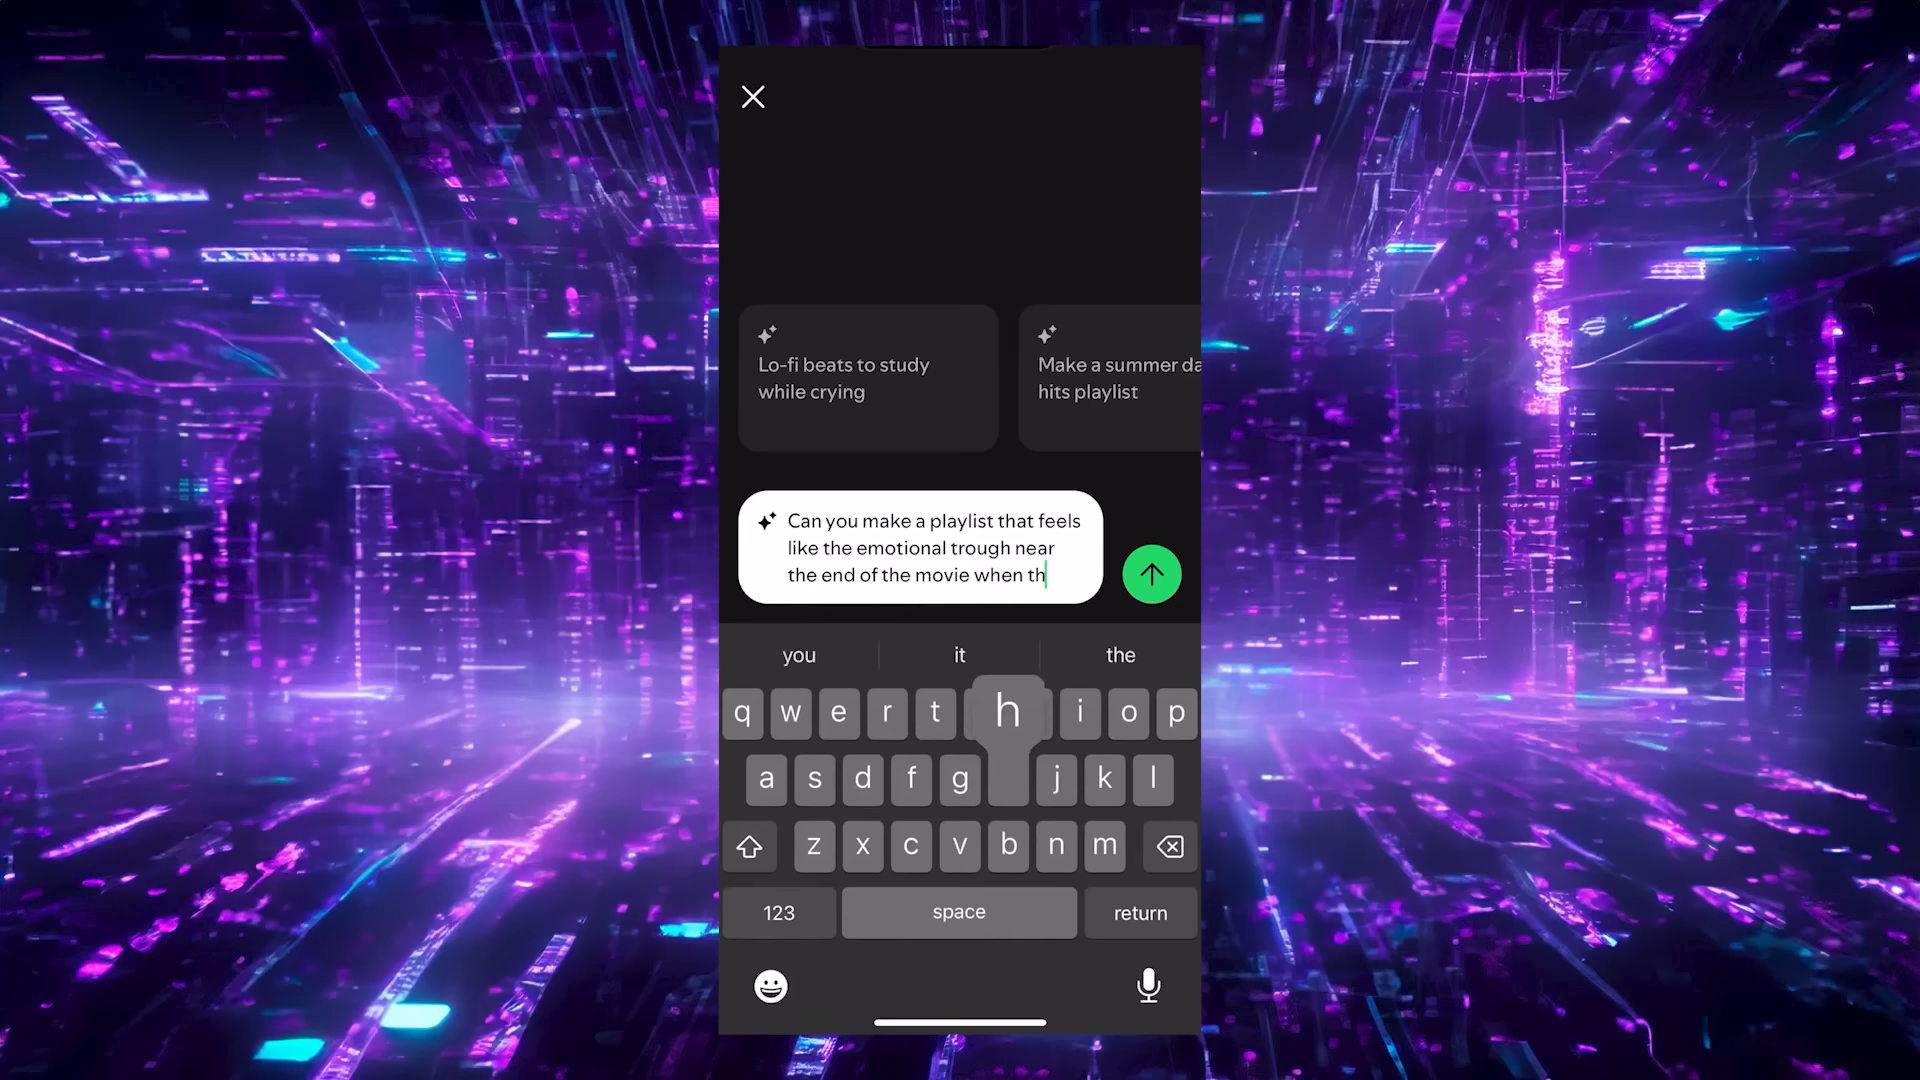 Lo-fi beats to study
while crying
Make a summer da
hits playlist
Can you make a playlist that feels
like the emotional trough near
the end of the movie when th
you it the
q w e r t h i o p
a s d f g j k l
z x c v b n m
123 space return